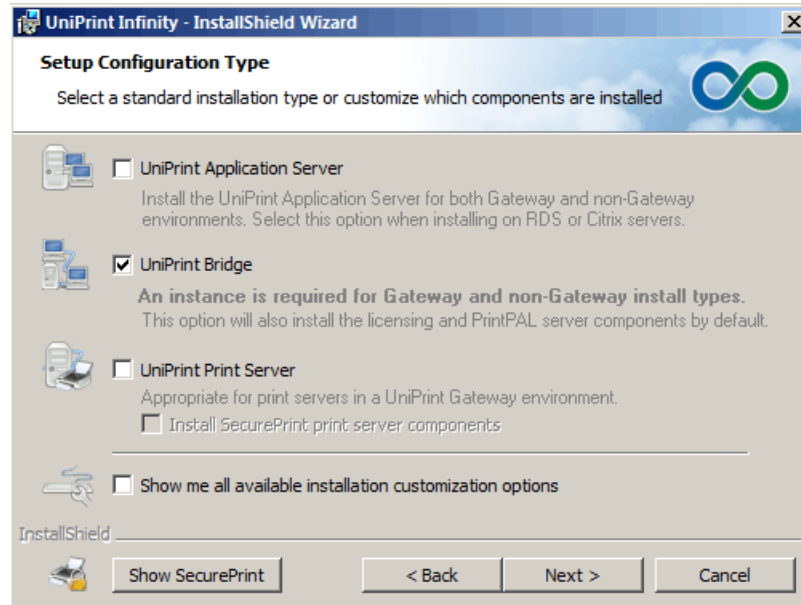 UniPrint Infinity - InstallShield Wizard
Setup Configuration Type
Select a standard installation type or customize which components are installed
UniPrint Application Server
Install the UniPrint Application Server for both Gateway and non-Gateway
environments. Select this option when installing on RDS or Citrix servers.
UniPrint Bridge
An instance is required for Gateway and non-Gateway install types.
This option will also install the licensing and PrintPAL server components by default.
UniPrint Print Server
Appropriate for print servers in a UniPrint Gateway environment.
Install SecurePrint print server components
Show me all available installation customization options
InstallShield
Show SecurePrint
< Back
Next >
Cancel